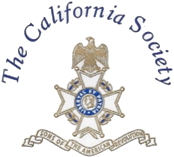 The California Society
SONS OF THE AMERICAN REVOLUTION